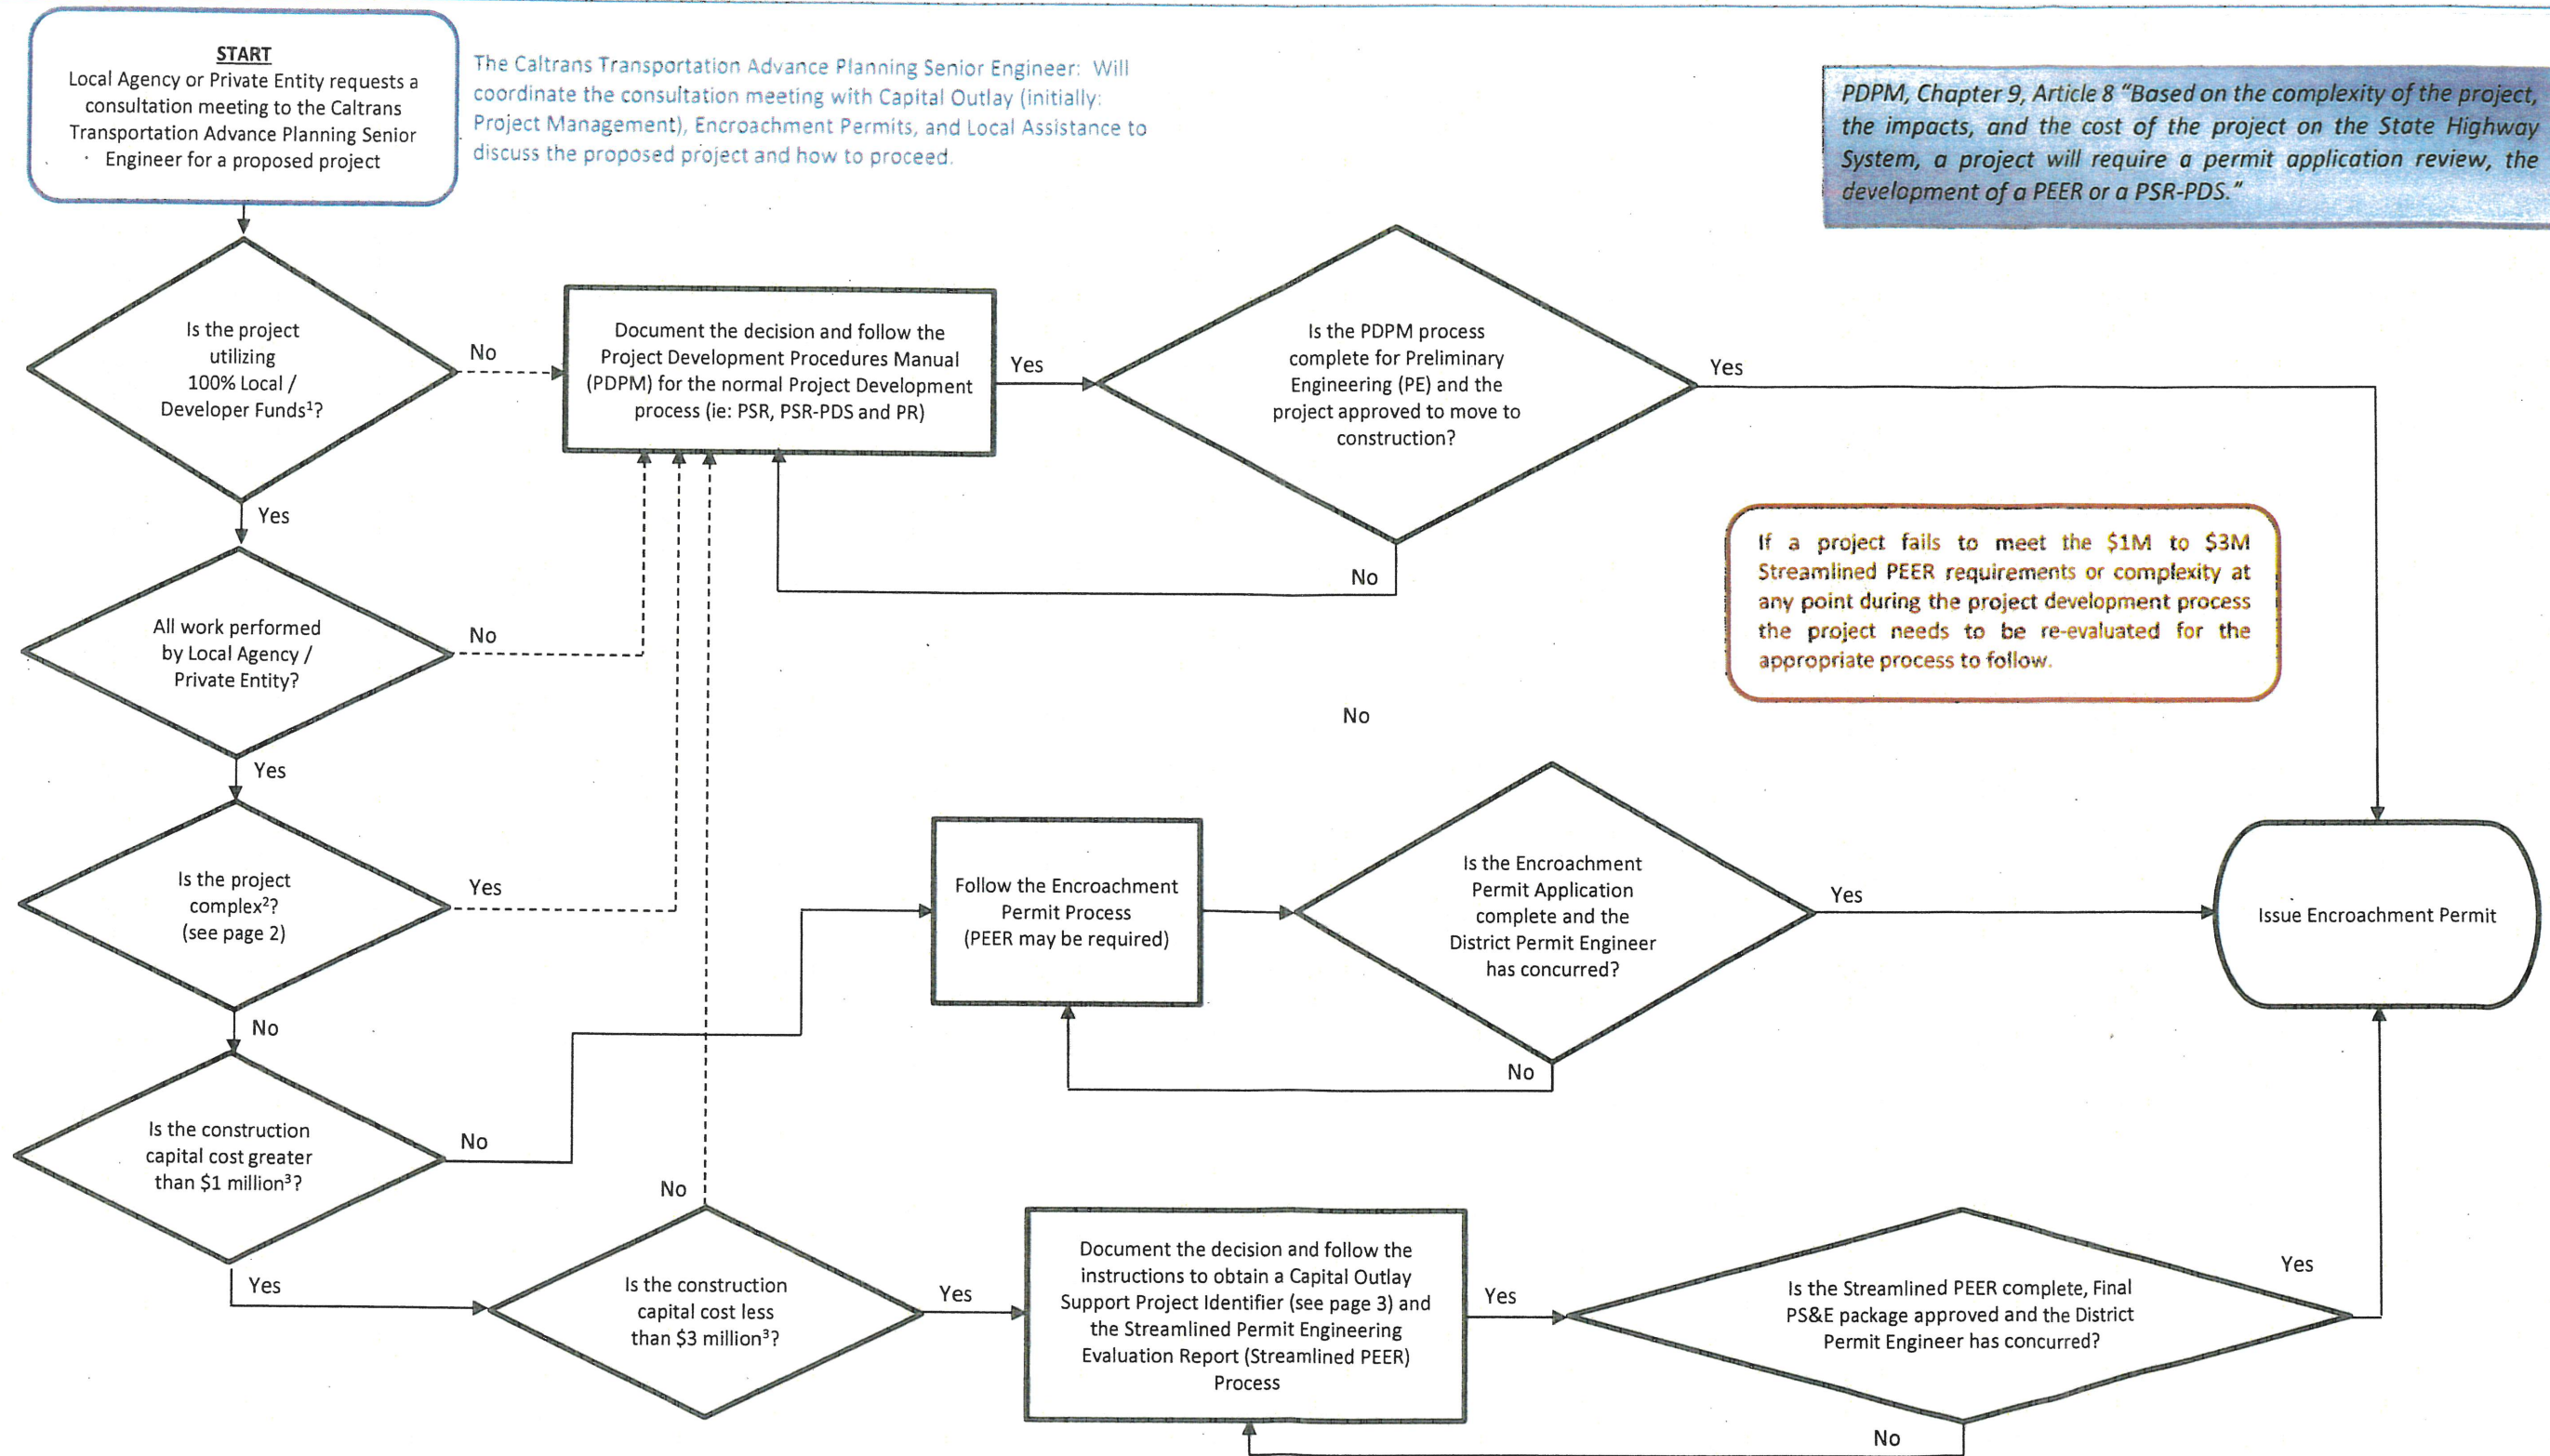 START
Local Agency or Private Entity requests a
consultation meeting to the Caltrans
Transportation Advance Planning Senior
Engineer for a proposed project
The Caltrans Transportation Advance Planning Senior Engineer: Will
coordinate the consultation meeting with Capital Outlay (initially:
Project Management), Encroachment Permits, and Local Assistance to
discuss the proposed project and how to proceed.
PDPM, Chapter 9, Article 8 “Based on the complexity of the project,
the impacts, and the cost of the project on the State Highway
System, a project will require a permit application review, the
development of a PEER or a PSR-PDS.”
Is the project
utilizing
100% Local /
Developer Funds¹?
No
Yes
Document the decision and follow the
Project Development Procedures Manual
(PDPM) for the normal Project Development
process (ie: PSR, PSR-PDS and PR)
Yes
Is the PDPM process
complete for Preliminary
Engineering (PE) and the
project approved to move to
construction?
Yes
No
If a project fails to meet the $1M to $3M
Streamlined PEER requirements or complexity at
any point during the project development process
the project needs to be re-evaluated for the
appropriate process to follow.
All work performed
by Local Agency /
Private Entity?
No
Yes
No
Is the project
complex²?
(see page 2)
Yes
No
Follow the Encroachment
Permit Process
(PEER may be required)
Is the Encroachment
Permit Application
complete and the
District Permit Engineer
has concurred?
Yes
No
Issue Encroachment Permit
Is the construction
capital cost greater
than $1 million³?
No
Yes
No
Is the construction
capital cost less
than $3 million³?
Yes
Document the decision and follow the
instructions to obtain a Capital Outlay
Support Project Identifier (see page 3) and
the Streamlined Permit Engineering
Evaluation Report (Streamlined PEER)
Process
Yes
Is the Streamlined PEER complete, Final
PS&E package approved and the District
Permit Engineer has concurred?
Yes
No